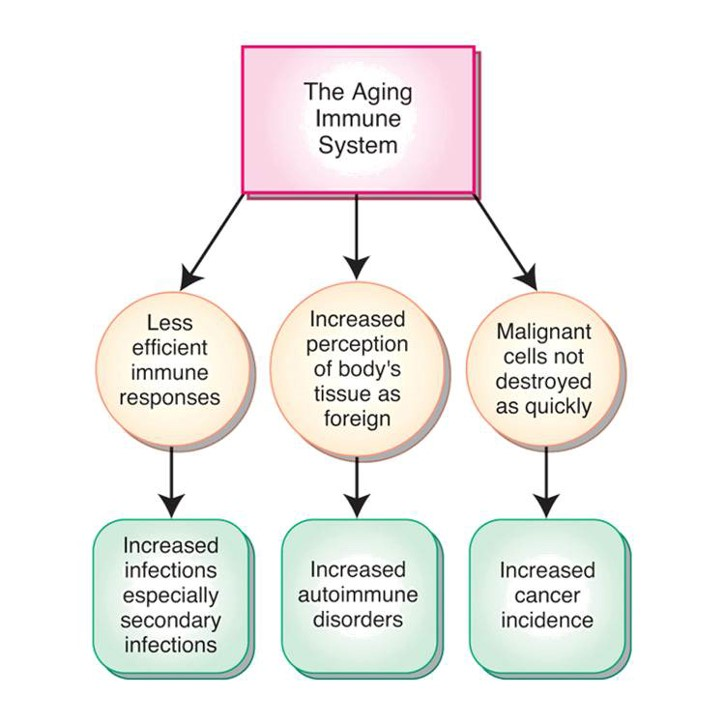 The Aging
Immune
System
Less
efficient
immune
responses
Increased
perception
of body's
tissue as
foreign
Malignant
cells not
destroyed
as quickly
Increased
infections
especially
secondary
infections
Increased
autoimmune
disorders
Increased
cancer
incidence